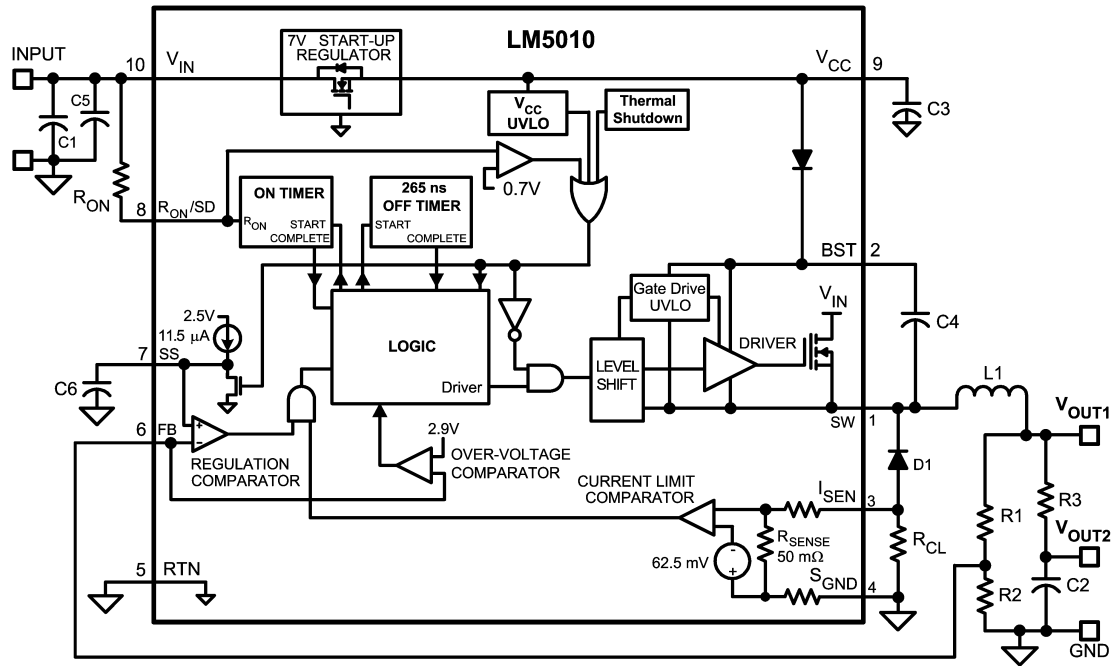 LM5010
INPUT
10
V_IN
7V START-UP
REGULATOR
V_CC
9
C5
C1
C3
V_CC
UVLO
Thermal
Shutdown
0.7V
R_ON
8
R_ON/SD
ON TIMER
R_ON
START
COMPLETE
265 ns
OFF TIMER
START
COMPLETE
BST
2
Gate Drive
UVLO
V_IN
C4
2.5V
11.5 μA
7
SS
C6
LOGIC
Driver
LEVEL
SHIFT
DRIVER
SW
1
L1
V_OUT1
6
FB
+
-
REGULATION
COMPARATOR
2.9V
OVER-VOLTAGE
COMPARATOR
D1
CURRENT LIMIT
COMPARATOR
I_SEN
3
R1
R3
62.5 mV
-
+
R_SENSE
50 mΩ
R_CL
V_OUT2
5
RTN
S_GND
4
R2
C2
GND